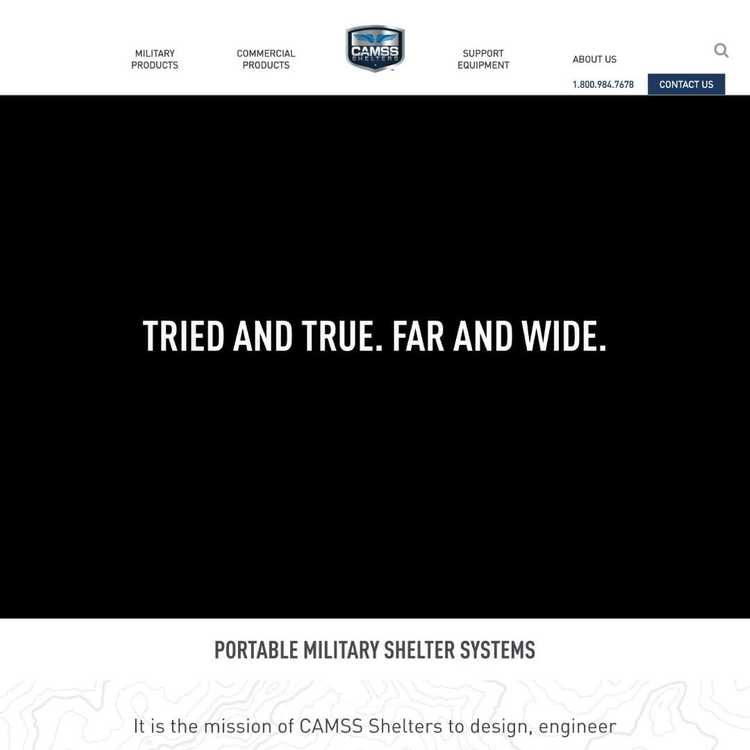 MILITARY
PRODUCTS
COMMERCIAL
PRODUCTS
CAMSS
SHELTERS
SUPPORT
EQUIPMENT
ABOUT US
1.800.984.7678
CONTACT US
TRIED AND TRUE. FAR AND WIDE.
PORTABLE MILITARY SHELTER SYSTEMS
It is the mission of CAMSS Shelters to design, engineer